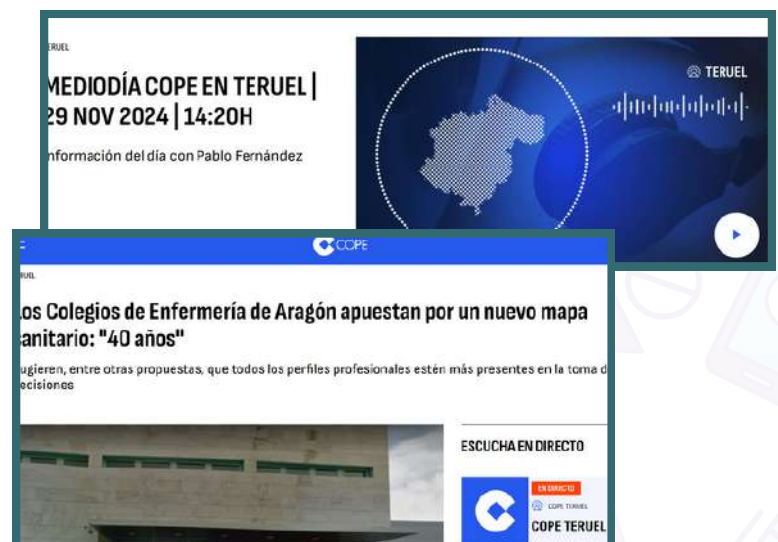 ERUEL
MEDIODÍA COPE EN TERUEL |
29 NOV 2024 | 14:20H
nformación del día con Pablo Fernández
TERUEL
COPE
RUEL
os Colegios de Enfermería de Aragón apuestan por un nuevo mapa
anitario: "40 años"
ugieren, entre otras propuestas, que todos los perfiles profesionales estén más presentes en la toma d
ecisiones
ESCUCHA EN DIRECTO
EN DIRECTO
COPE TERUEL
COPE TERUEL